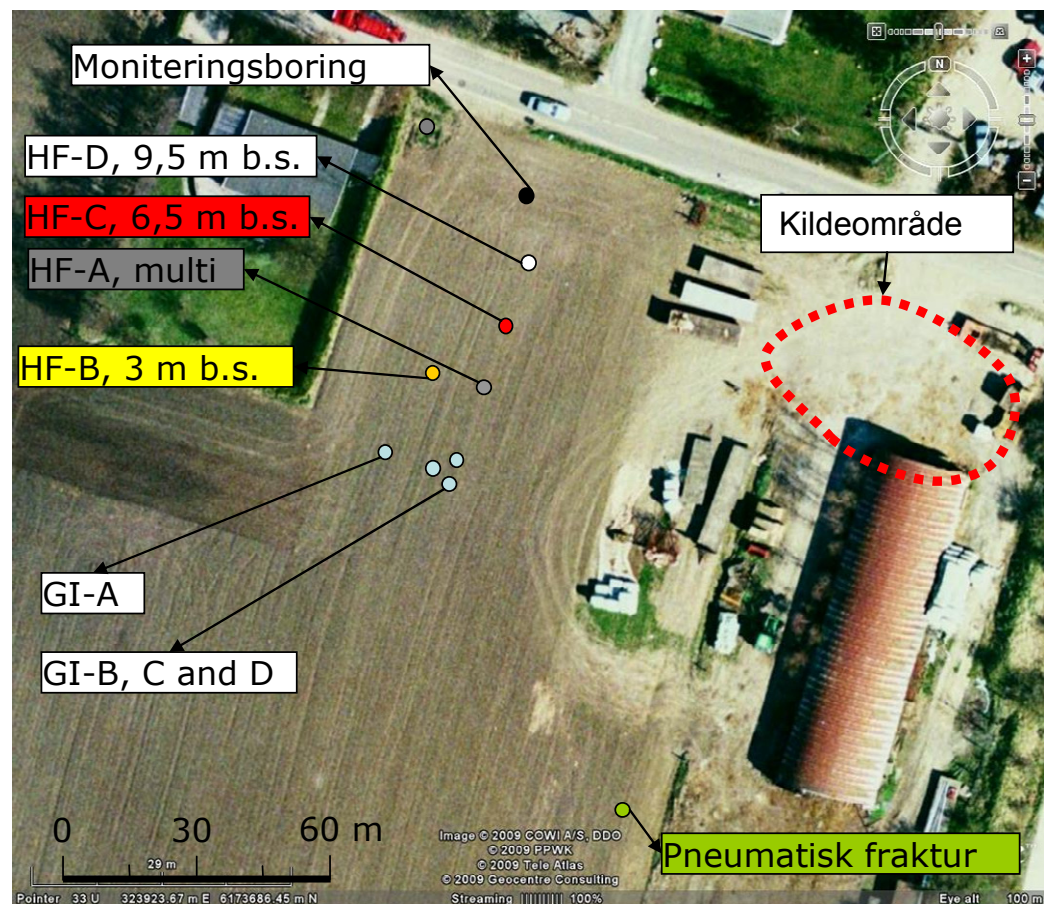 Moniteringsboring
N
HF-D, 9,5 m b.s.
HF-C, 6,5 m b.s.
Kildeområde
HF-A, multi
HF-B, 3 m b.s.
GI-A
GI-B, C and D
0 30 60 m
29 m
Image © 2009 COWI A/S, DDO
© 2009 PPWK
© 2009 Tele Atlas
© 2009 Geocentre Consulting
Pneumatisk fraktur
Pointer 33 U 323923.67 m E 6173686.45 m N Streaming |||||||||| 100% Eye alt 100 m